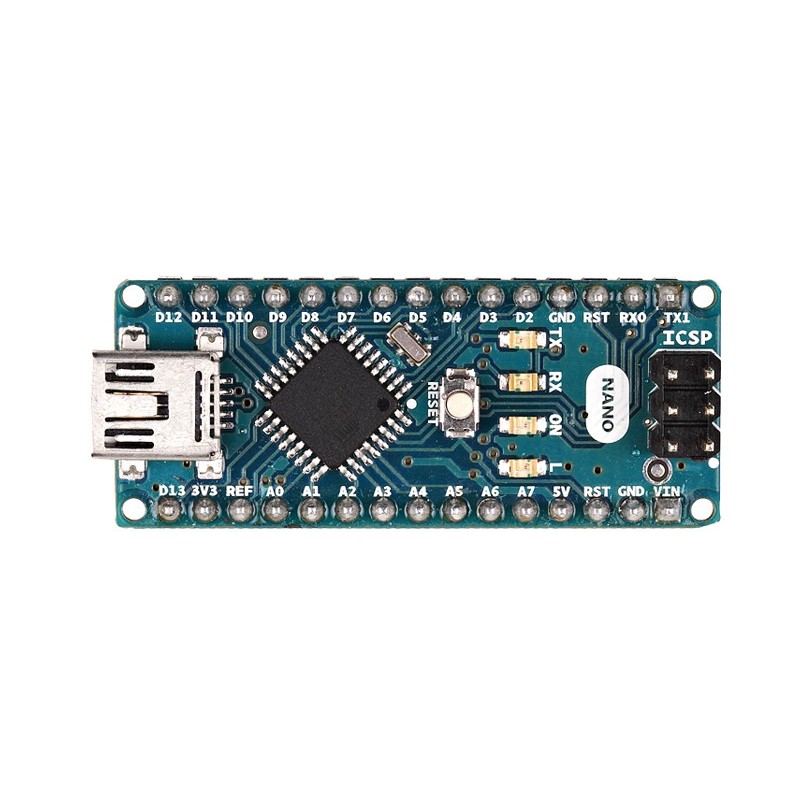 D12 D11 D10 D9 D8 D7 D6 D5 D4 D3 D2 GND RST RX0 TX1
ICSP
TX
RX
RESET
NANO
ON
L
D13 3V3 REF A0 A1 A2 A3 A4 A5 A6 A7 5V RST GND VIN